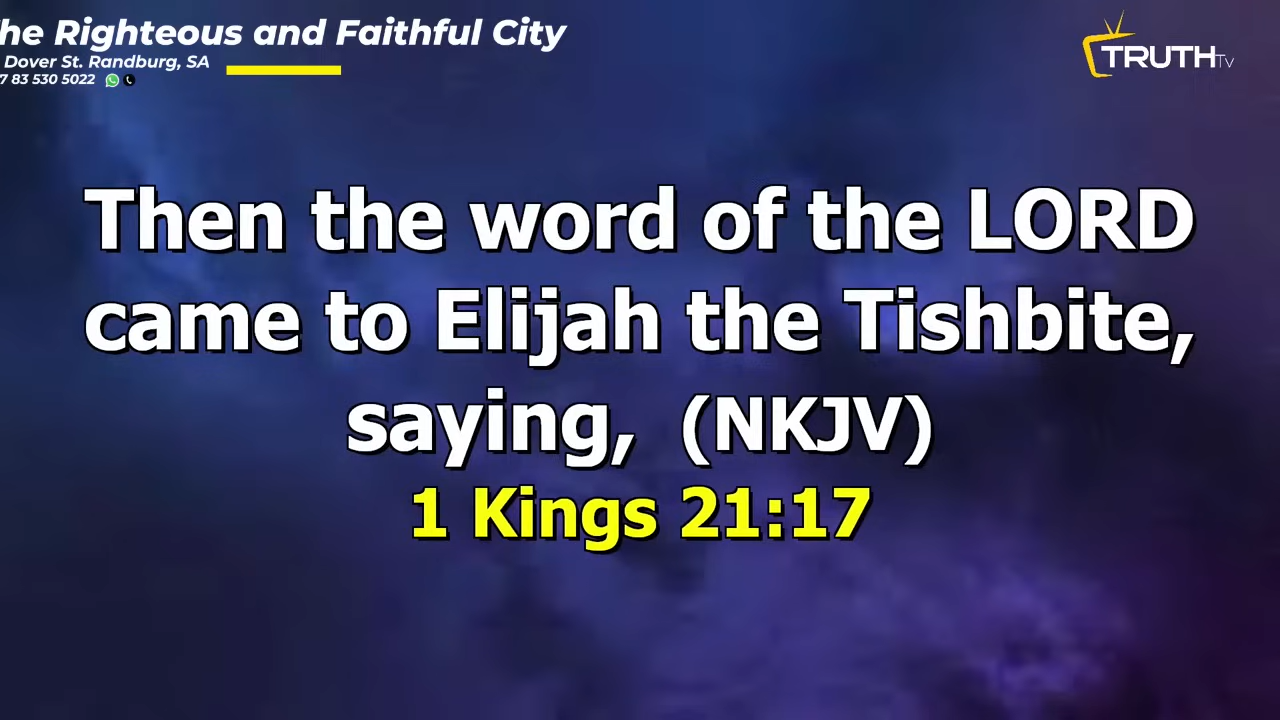 he Righteous and Faithful City
Dover St. Randburg, SA
7 83 530 5022
TRUTHTV
Then the word of the LORD
came to Elijah the Tishbite,
saying, (NKJV)
1 Kings 21:17